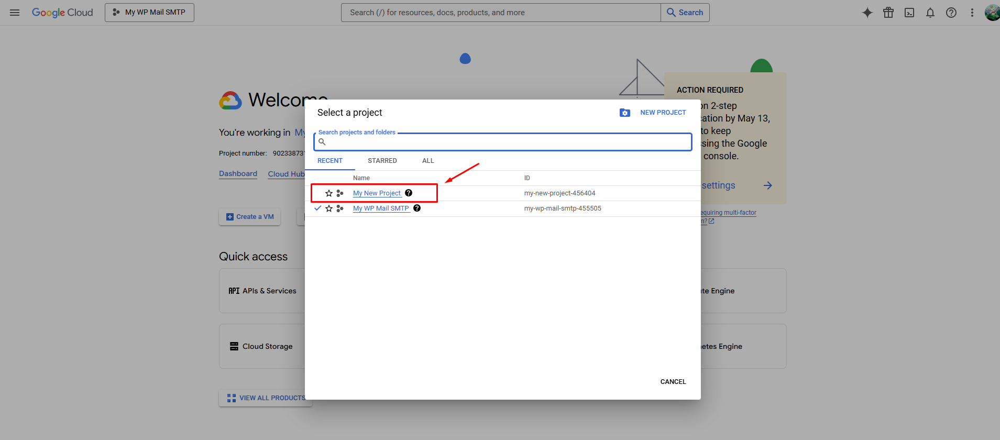 Google Cloud
My WP Mail SMTP
Search (/) for resources, docs, products, and more
Search
Welcome
You're working in My
Project number: 90233873
Dashboard
Cloud Hub
Create a VM
Quick access
API APIs & Services
Cloud Storage
VIEW ALL PRODUCTS
Select a project
NEW PROJECT
Search projects and folders
RECENT
STARRED
ALL
Name
ID
My New Project
my-new-project-456404
My WP Mail SMTP
my-wp-mail-smtp-455505
CANCEL
ACTION REQUIRED
on 2-step
cation by May 13,
to keep
sing the Google
console.
settings
equiring multi-factor
n?
te Engine
netes Engine